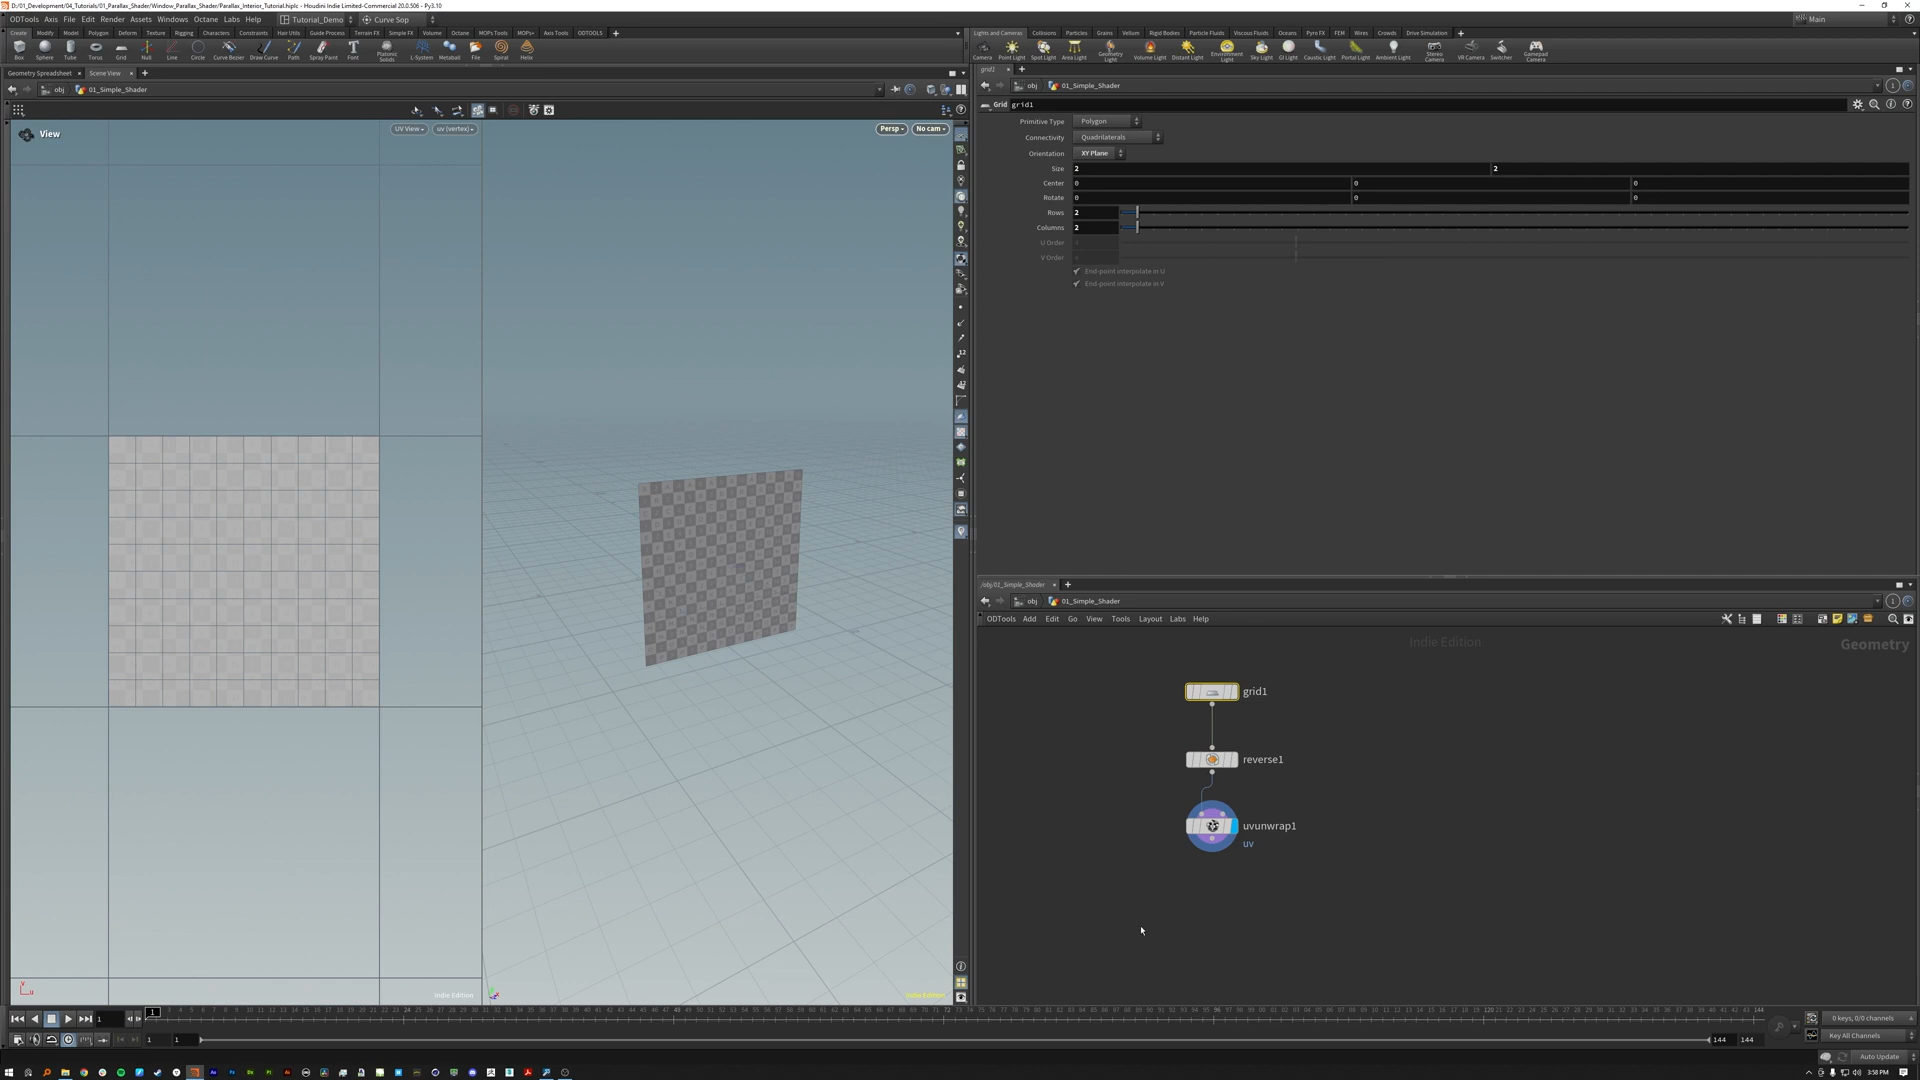 D:/01_Development/04_Tutorials/01_Parallax_Shader/Window_Parallax_Shader/Parallax_Interior_Tutorial.hiplc - Houdini Indie Limited-Commercial 20.0.506 - Py3.10
ODTools File Edit Render Assets Windows Octane Labs Help Tutorial_Demo Curve Sop Main
Create Modify Model Polygon Deform Texture Rigging Characters Constraints Hair Utils Guide Process Terrain FX Simple FX Volume Octane MOPs Tools MOPs+ Axis Tools ODTOOLS
Box Sphere Tube Torus Grid Null Line Circle Curve Bezier Draw Curve Path Spray Paint Font Platonic Solids L-System Metaball File Spiral Helix
Lights and Cameras Collisions Particles Grains Vellum Rigid Bodies Particle Fluids Viscous Fluids Oceans Pyro FX FEM Wires Crowds Drive Simulation
Camera Point Light Spot Light Area Light Geometry Light Volume Light Distant Light Environment Light Sky Light GI Light Caustic Light Portal Light Ambient Light Stereo Camera VR Camera Switcher Gamepad Camera
Geometry Spreadsheet Scene View
obj 01_Simple_Shader
View
UV View uv (vertex)
Persp No cam
Indie Edition
Indie Edition
grid1
obj 01_Simple_Shader
Grid grid1
Primitive Type Polygon
Connectivity Quadrilaterals
Orientation XY Plane
Size 2 2
Center 0 0 0
Rotate 0 0 0
Rows 2
Columns 2
U Order
V Order
End-point interpolate in U
End-point interpolate in V
/obj/01_Simple_Shader
obj 01_Simple_Shader
ODTools Add Edit Go View Tools Layout Labs Help
Indie Edition
Geometry
grid1
reverse1
uvunwrap1
uv
1 1
0 keys, 0/0 channels
1 1 144 144
Key All Channels
Auto Update
3:58 PM